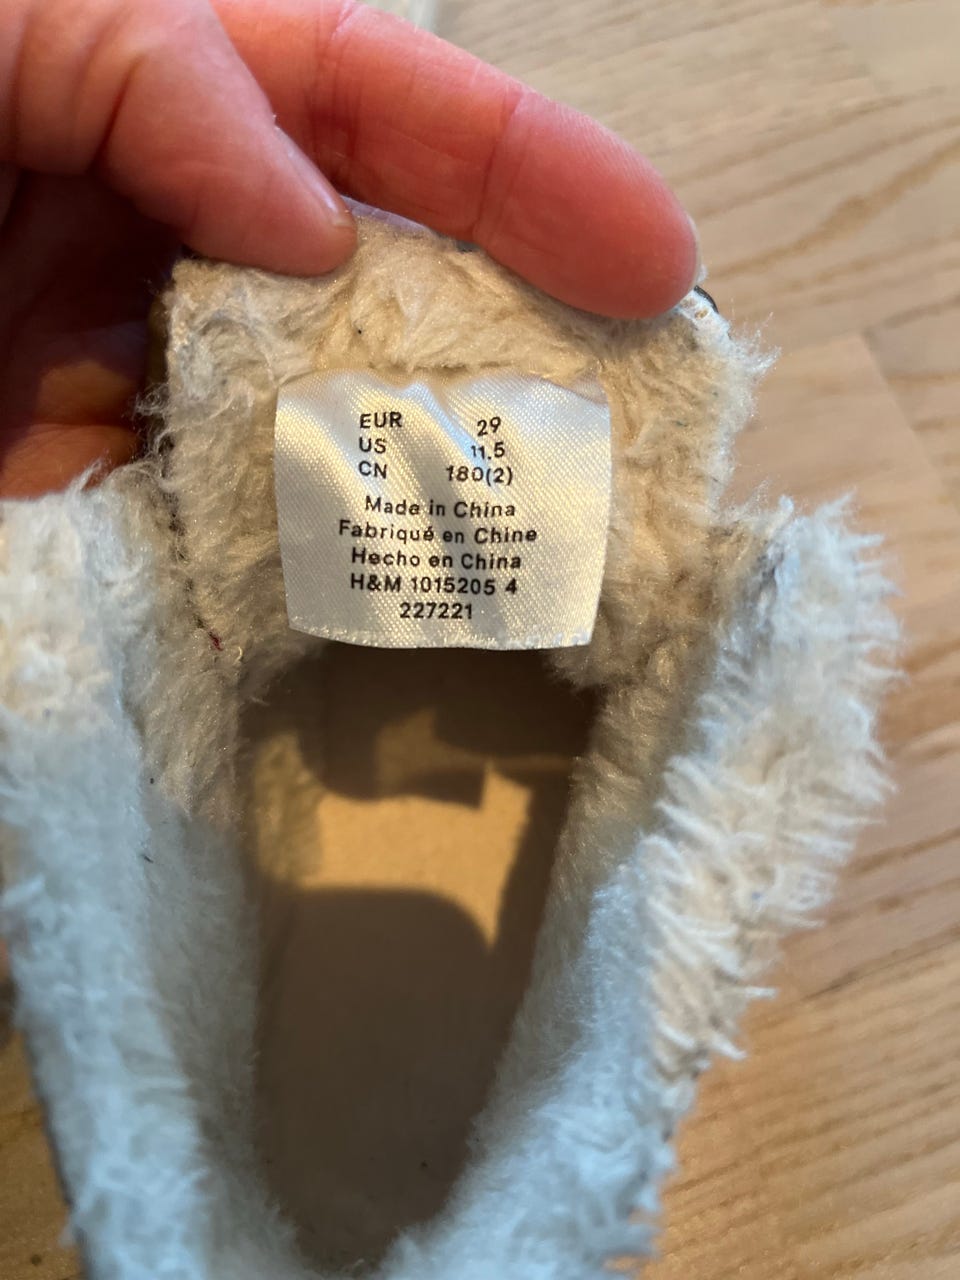 EUR 29
US 11.5
CN 180(2)
Made in China
Fabriqué en Chine
Hecho en China
H&M 1015205 4
227221